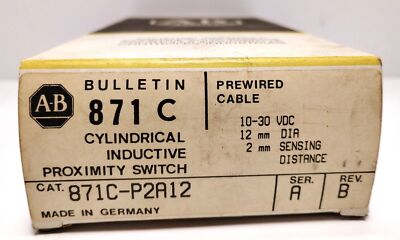 A·B
BULLETIN
871 C
CYLINDRICAL
INDUCTIVE
PROXIMITY SWITCH
PREWIRED
CABLE
10-30 VDC
12 mm DIA
2 mm SENSING
DISTANCE
A-B
CAT. 871C-P2A12
SER.
A
REV.
B
MADE IN GERMANY